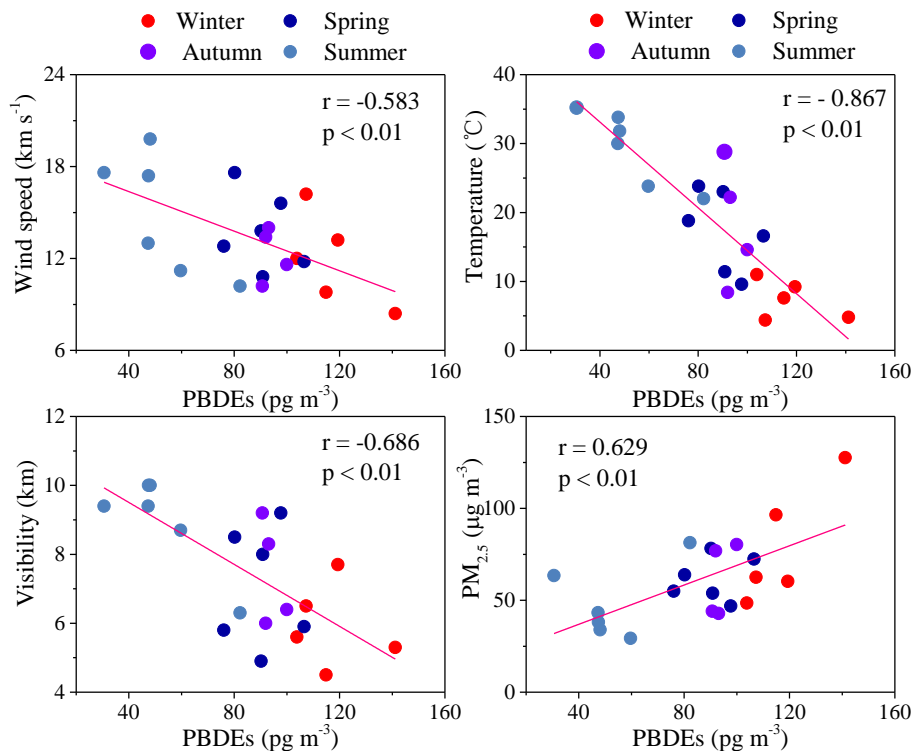 Winter Spring
Autumn Summer
Winter Spring
Autumn Summer
24
18
12
6
Wind speed (km s⁻¹)
r = -0.583
p < 0.01
40 80 120 160
PBDEs (pg m⁻³)
40
30
20
10
0
Temperature (℃)
r = - 0.867
p < 0.01
40 80 120 160
PBDEs (pg m⁻³)
12
10
8
6
4
Visibility (km)
r = -0.686
p < 0.01
40 80 120 160
PBDEs (pg m⁻³)
150
100
50
0
PM₂.₅ (μg m⁻³)
r = 0.629
p < 0.01
40 80 120 160
PBDEs (pg m⁻³)